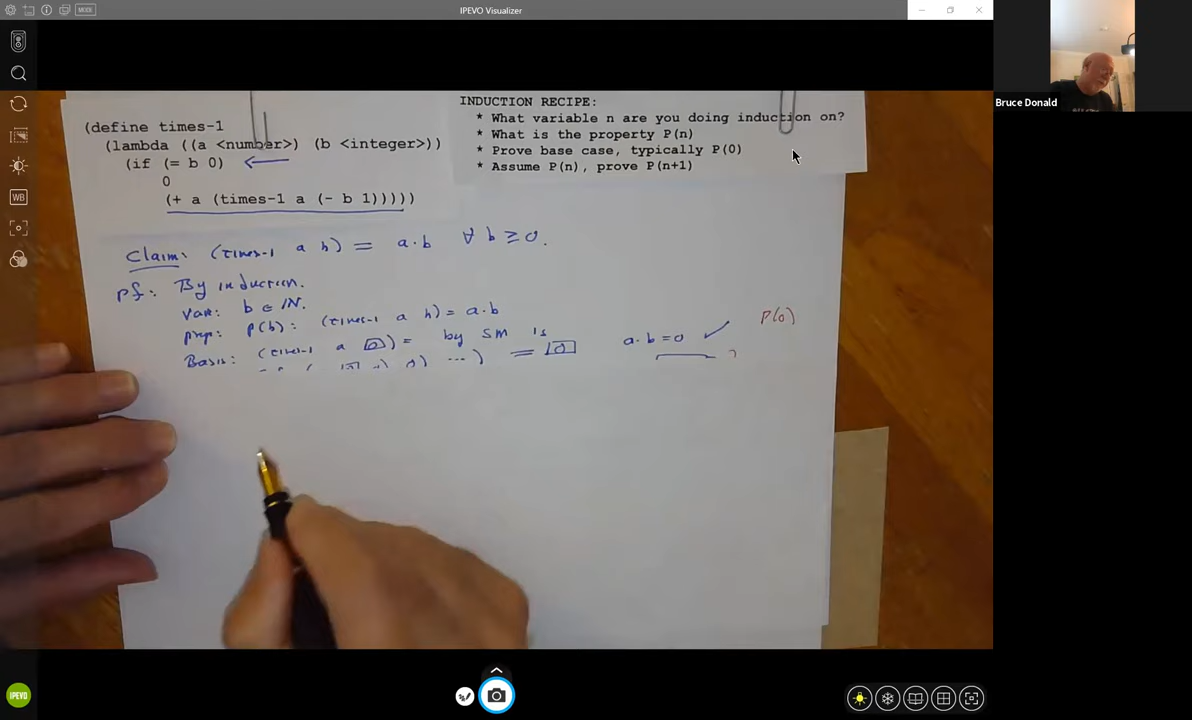 IPEVO Visualizer
MODE
Bruce Donald
(define times-1
(lambda ((a <number>) (b <integer>))
(if (= b 0)
0
(+ a (times-1 a (- b 1)))))
INDUCTION RECIPE:
* What variable n are you doing induction on?
* What is the property P(n)
* Prove base case, typically P(0)
* Assume P(n), prove P(n+1)
Claim: (times-1 a b) = a·b ∀ b ≥ 0.
pf: By induction.
Var: b ∈ IN.
prop: P(b): (times-1 a b) = a·b
Basis: (times-1 a 0) = by SM is
= 0 a·b = 0 ✓ P(0)
WB
IPEVO